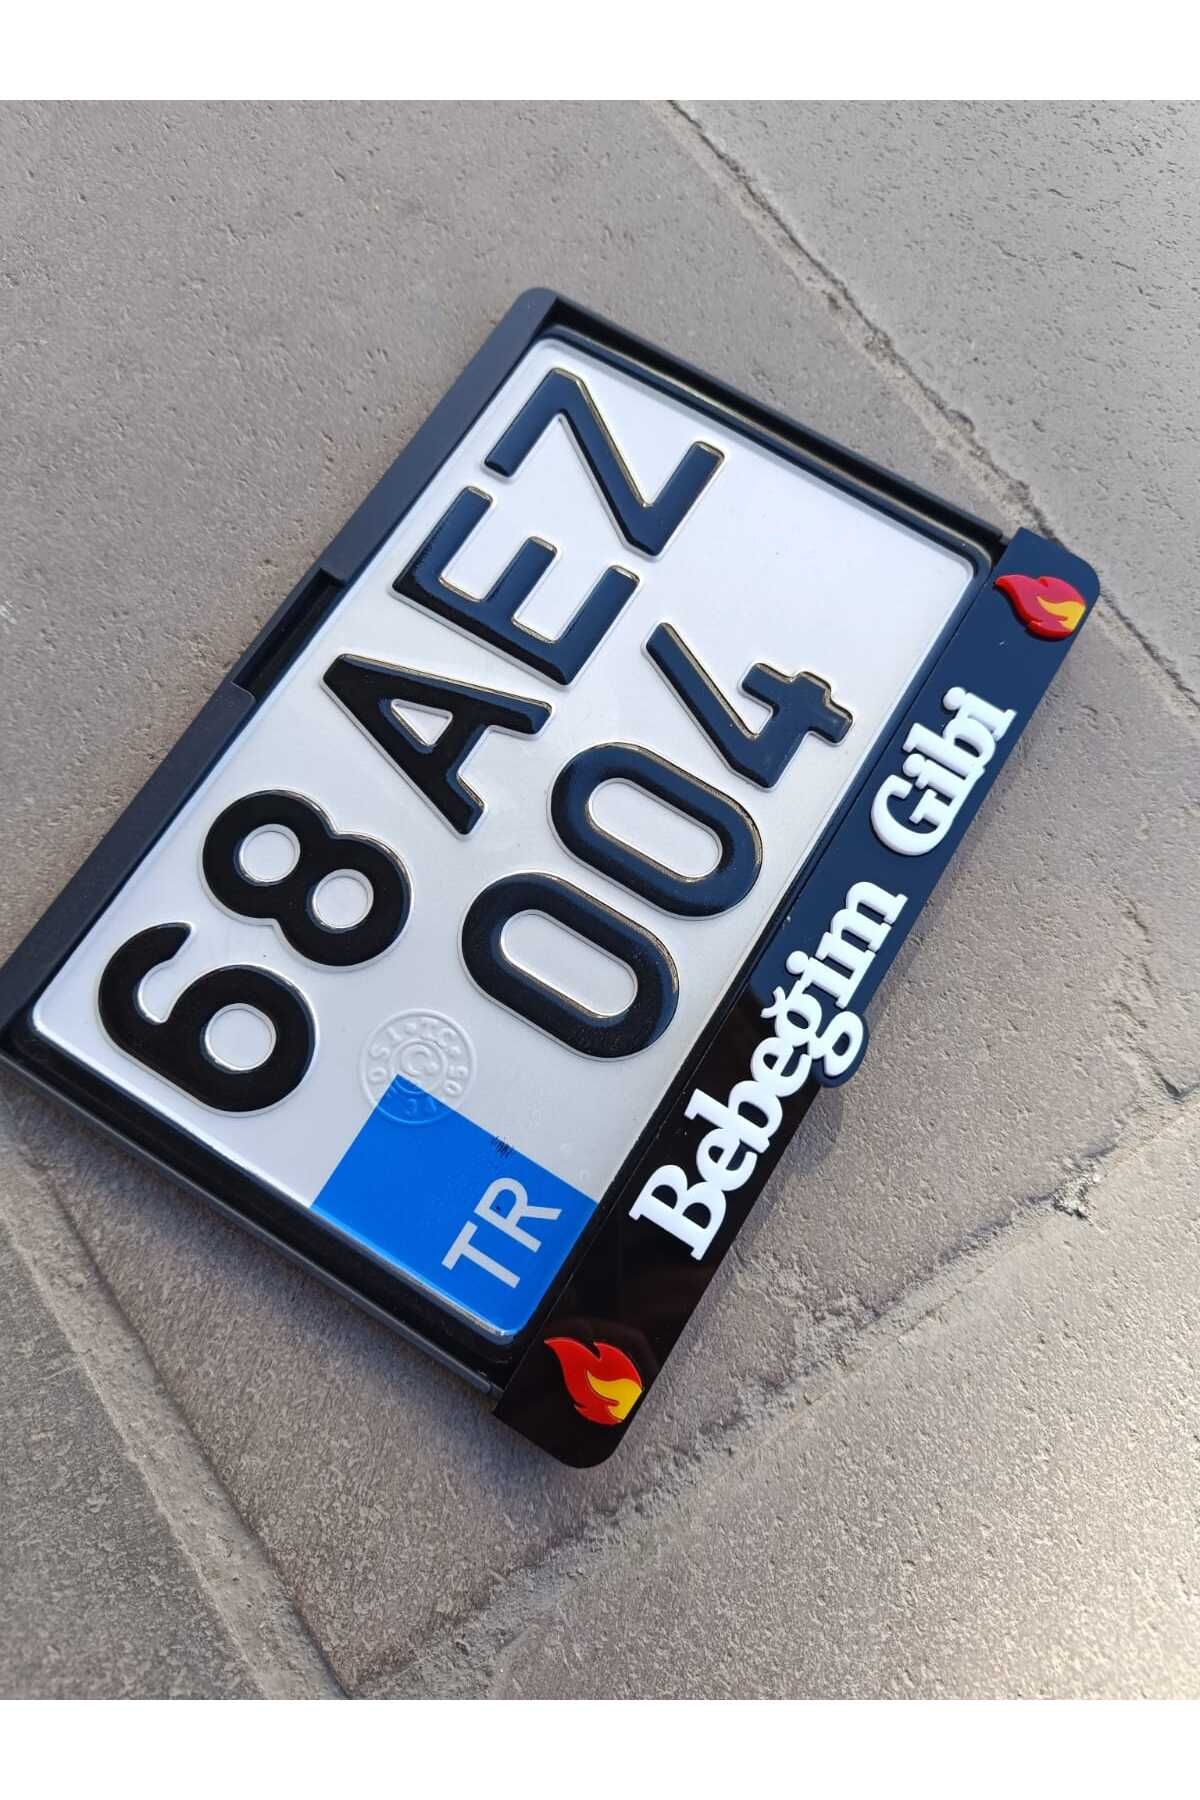 68 AEZ
004
TR
Bebeğim Gibi